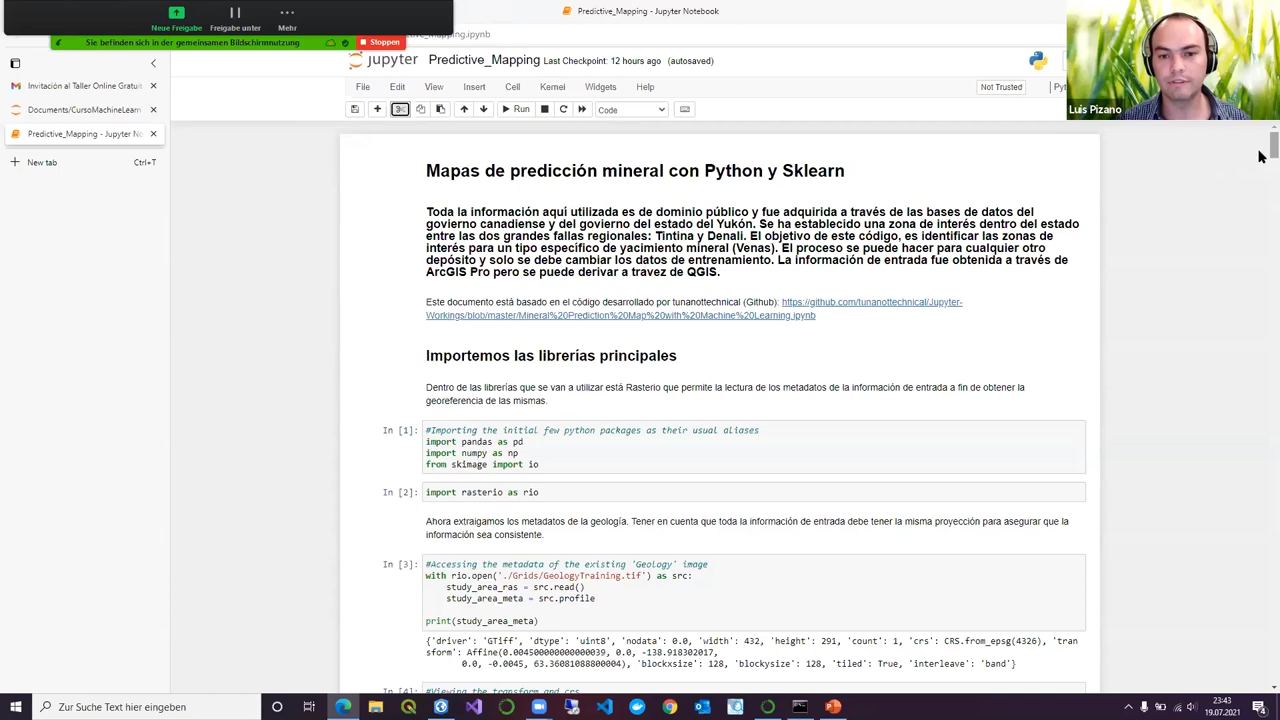 Predictive_Mapping - Jupyter Notebook
Neue Freigabe
Freigabe unter
Mehr
Sie befinden sich in der gemeinsamen Bildschirmnutzung
Stoppen
_mapping.ipynb
jupyter Predictive_Mapping Last Checkpoint: 12 hours ago (autosaved)
Invitación al Taller Online Gratuit
File Edit View Insert Cell Kernel Widgets Help
Not Trusted
Documents/CursoMachineLearn
Run
Code
Luis Pizano
Predictive_Mapping - Jupyter No
New tab
Ctrl+T
Mapas de predicción mineral con Python y Sklearn
Toda la información aquí utilizada es de dominio público y fue adquirida a través de las bases de datos del
govierno canadiense y del govierno del estado del Yukón. Se ha establecido una zona de interés dentro del estado
entre las dos grandes fallas regionales: Tintina y Denali. El objetivo de este código, es identificar las zonas de
interés para un tipo específico de yacimiento mineral (Venas). El proceso se puede hacer para cualquier otro
depósito y solo se debe cambiar los datos de entrenamiento. La información de entrada fue obtenida a través de
ArcGIS Pro pero se puede derivar a travez de QGIS.
Este documento está basado en el código desarrollado por tunanottechnical (Github): https://github.com/tunanottechnical/Jupyter-
Workings/blob/master/Mineral%20Prediction%20Map%20with%20Machine%20Learning.ipynb
Importemos las librerías principales
Dentro de las librerías que se van a utilizar está Rasterio que permite la lectura de los metadatos de la información de entrada a fin de obtener la
georeferencia de las mismas.
In [1]:
#Importing the initial few python packages as their usual aliases
import pandas as pd
import numpy as np
from skimage import io
In [2]:
import rasterio as rio
Ahora extraigamos los metadatos de la geología. Tener en cuenta que toda la información de entrada debe tener la misma proyección para asegurar que la
información sea consistente.
In [3]:
#Accessing the metadata of the existing 'Geology' image
with rio.open('./Grids/GeologyTraining.tif') as src:
study_area_ras = src.read()
study_area_meta = src.profile
print(study_area_meta)
{'driver': 'GTiff', 'dtype': 'uint8', 'nodata': 0.0, 'width': 432, 'height': 291, 'count': 1, 'crs': CRS.from_epsg(4326), 'tran
sform': Affine(0.004500000000000039, 0.0, -138.918302017,
0.0, -0.0045, 63.36081088800004), 'blockxsize': 128, 'blockysize': 128, 'tiled': True, 'interleave': 'band'}
In [4]:
#Viewing the transform and crs
Zur Suche Text hier eingeben
23:43
19.07.2021